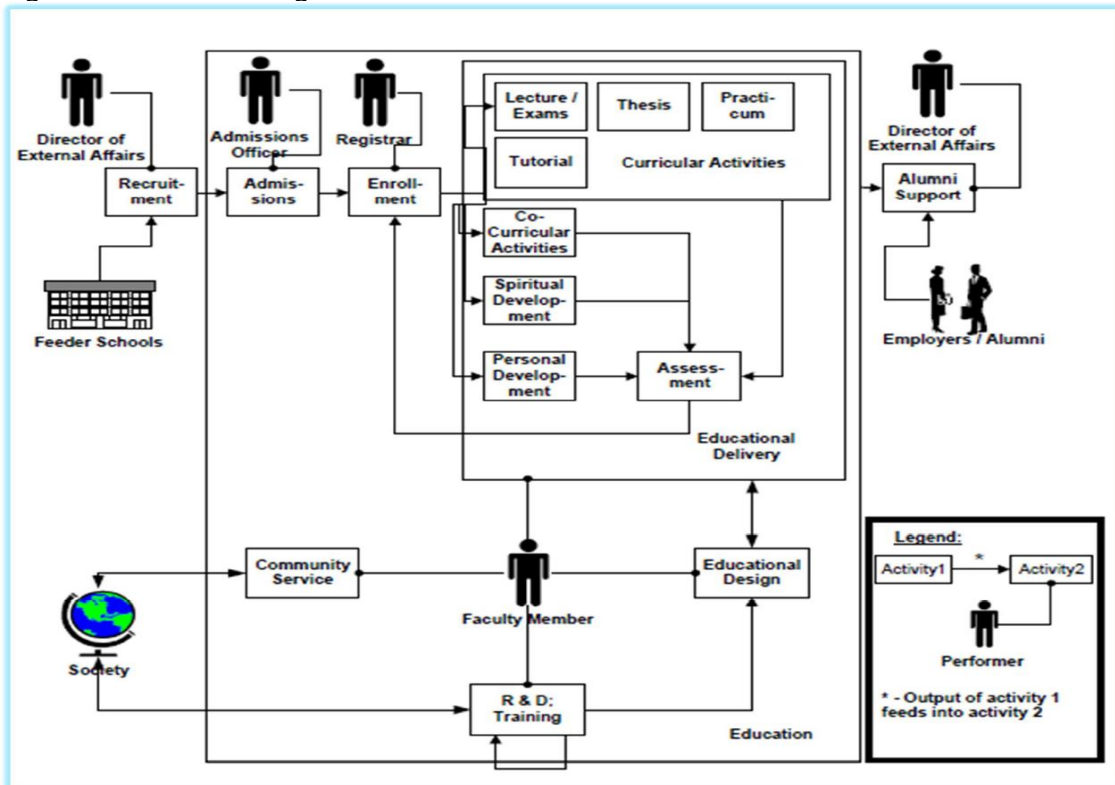 Director of
External Affairs
Recruit-
ment
Feeder Schools
Admissions
Officer
Admis-
sions
Registrar
Enroll-
ment
Lecture /
Exams
Thesis
Practi-
cum
Tutorial
Curricular Activities
Co-
Curricular
Activities
Spiritual
Develop-
ment
Personal
Develop-
ment
Assess-
ment
Educational
Delivery
Director of
External Affairs
Alumni
Support
Employers / Alumni
Community
Service
Faculty Member
Educational
Design
Society
R & D;
Training
Education
Legend:
Activity1
*
Activity2
Performer
* - Output of activity 1
feeds into activity 2